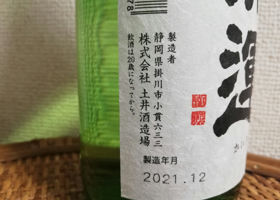 開運
製造者
静岡県掛川市小貫六三三
株式会社 土井酒造場
飲酒は20歳になってから。
製造年月
2021.12